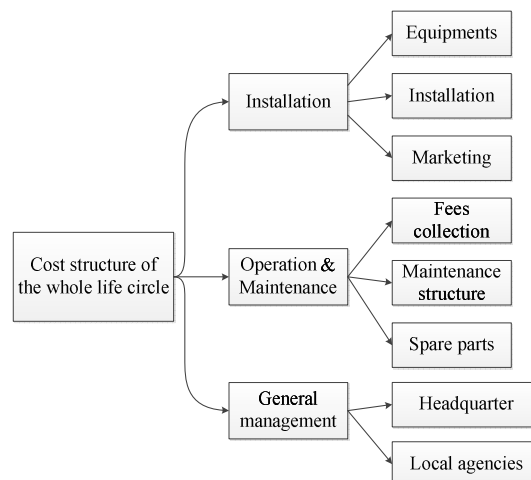 Cost structure of
the whole life circle
Installation
Equipments
Installation
Marketing
Operation &
Maintenance
Fees
collection
Maintenance
structure
Spare parts
General
management
Headquarter
Local agencies